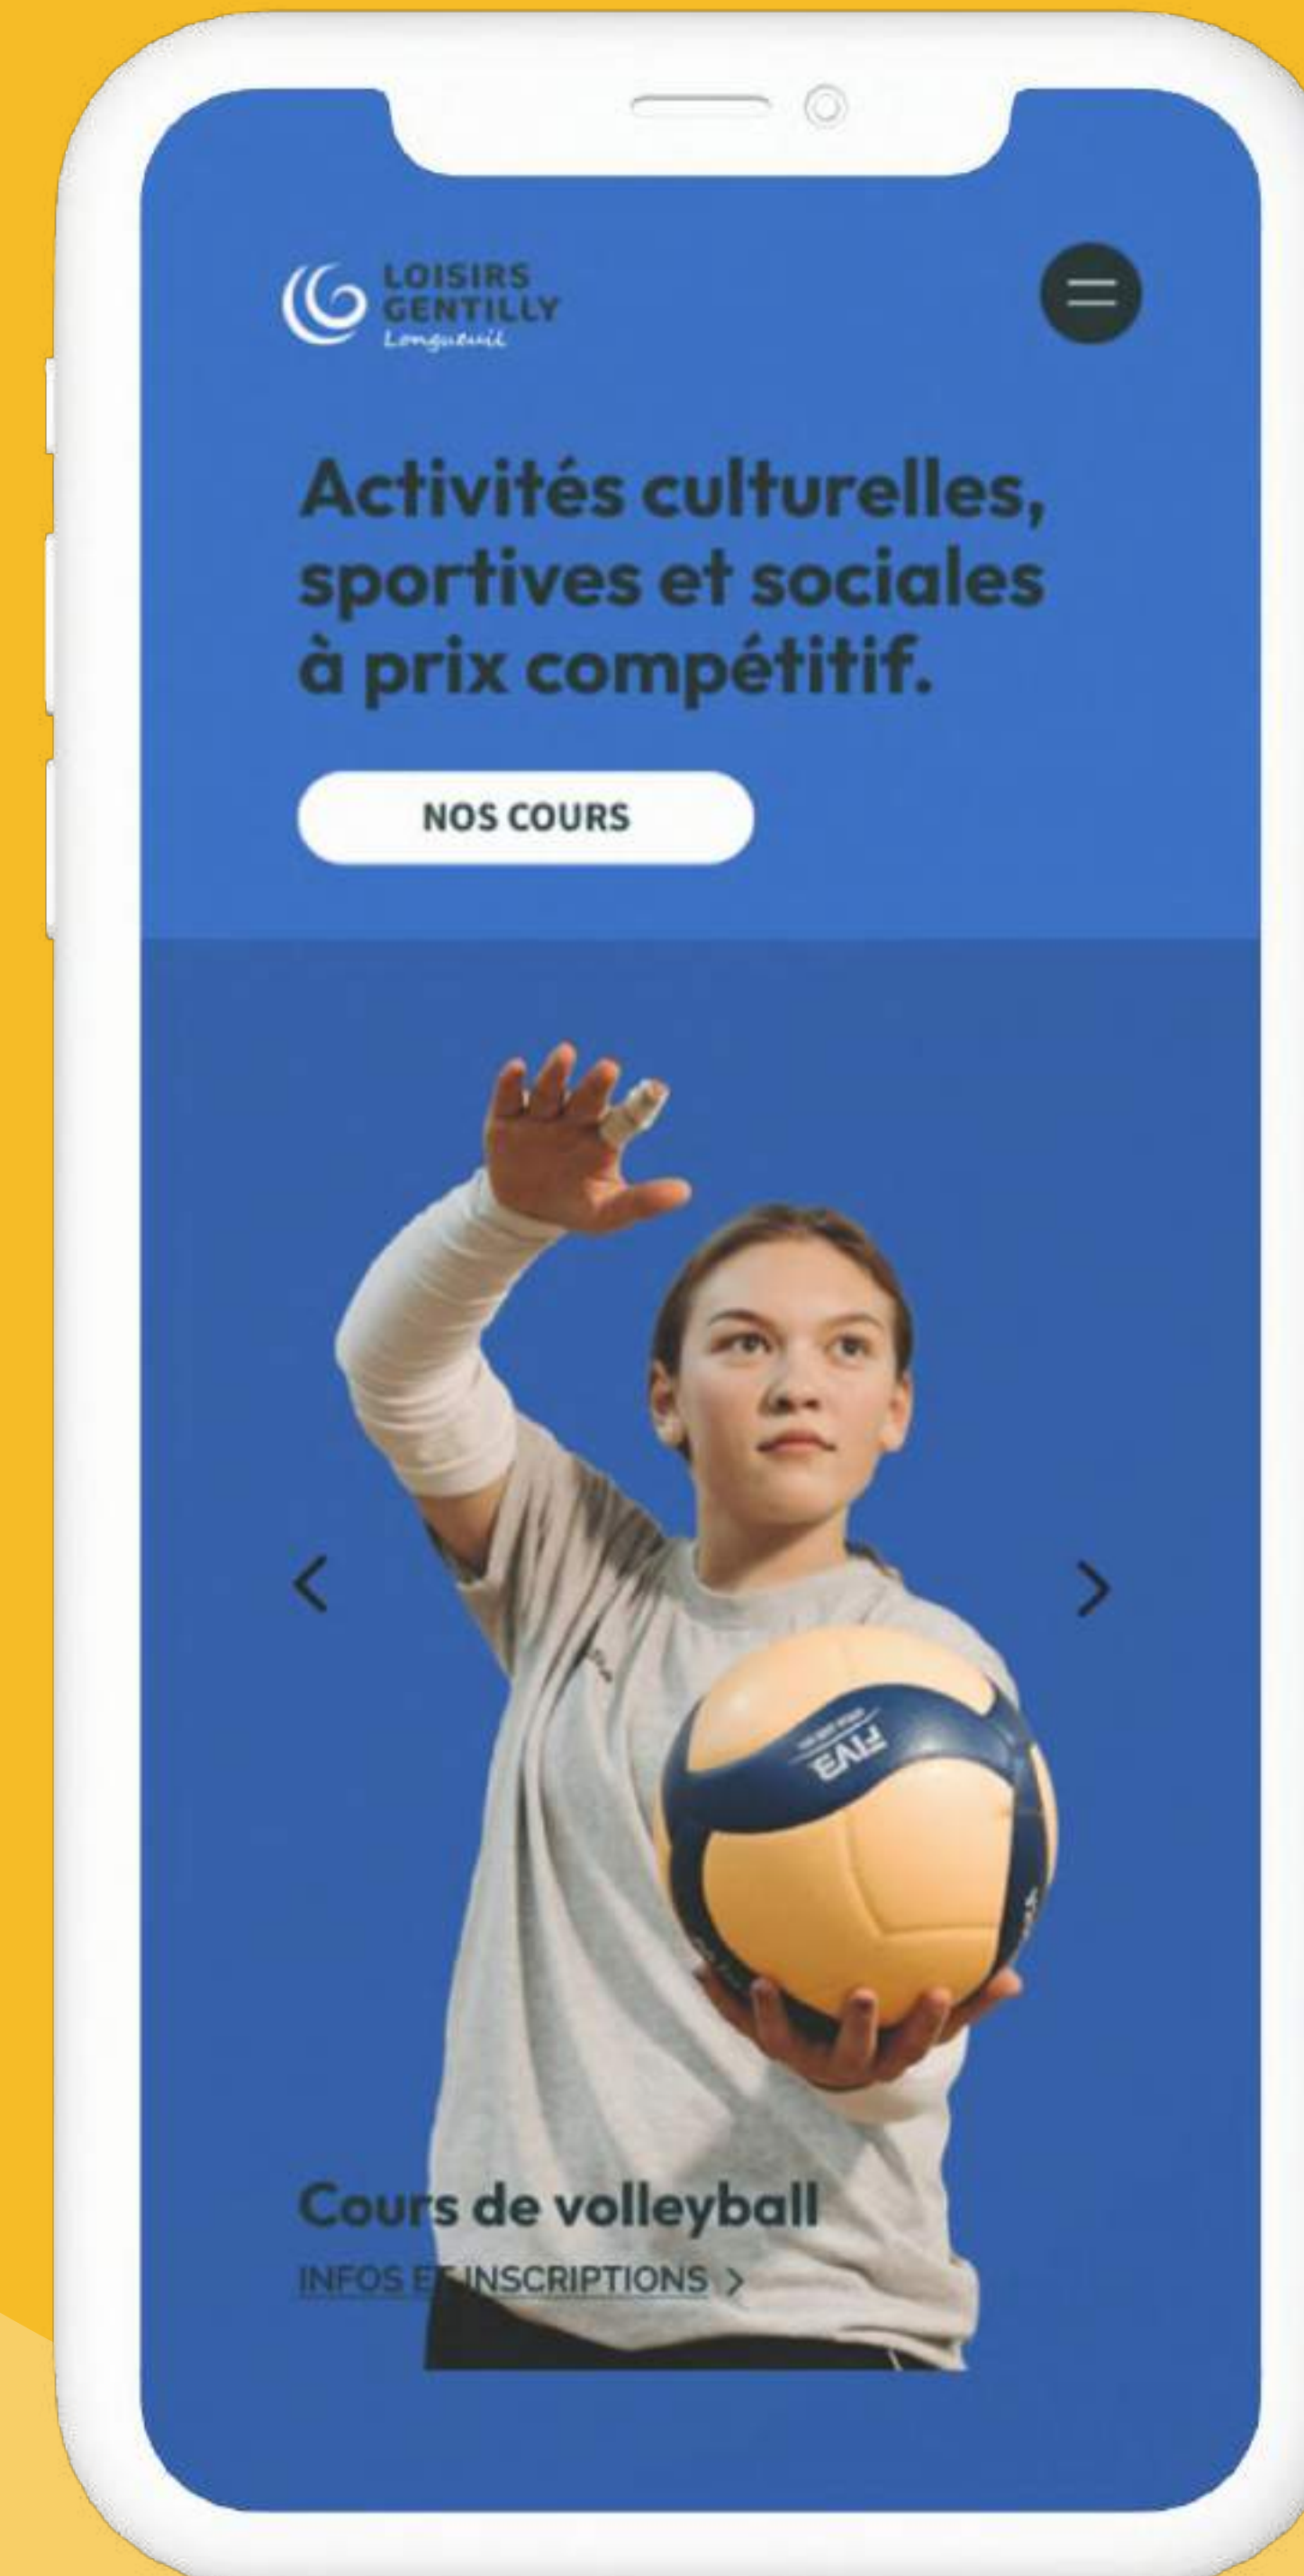 LOISIRS
GENTILLY
Longueuil
Activités culturelles,
sportives et sociales
à prix compétitif.
NOS COURS
FIVB
Cours de volleyball
INFOS ET INSCRIPTIONS >